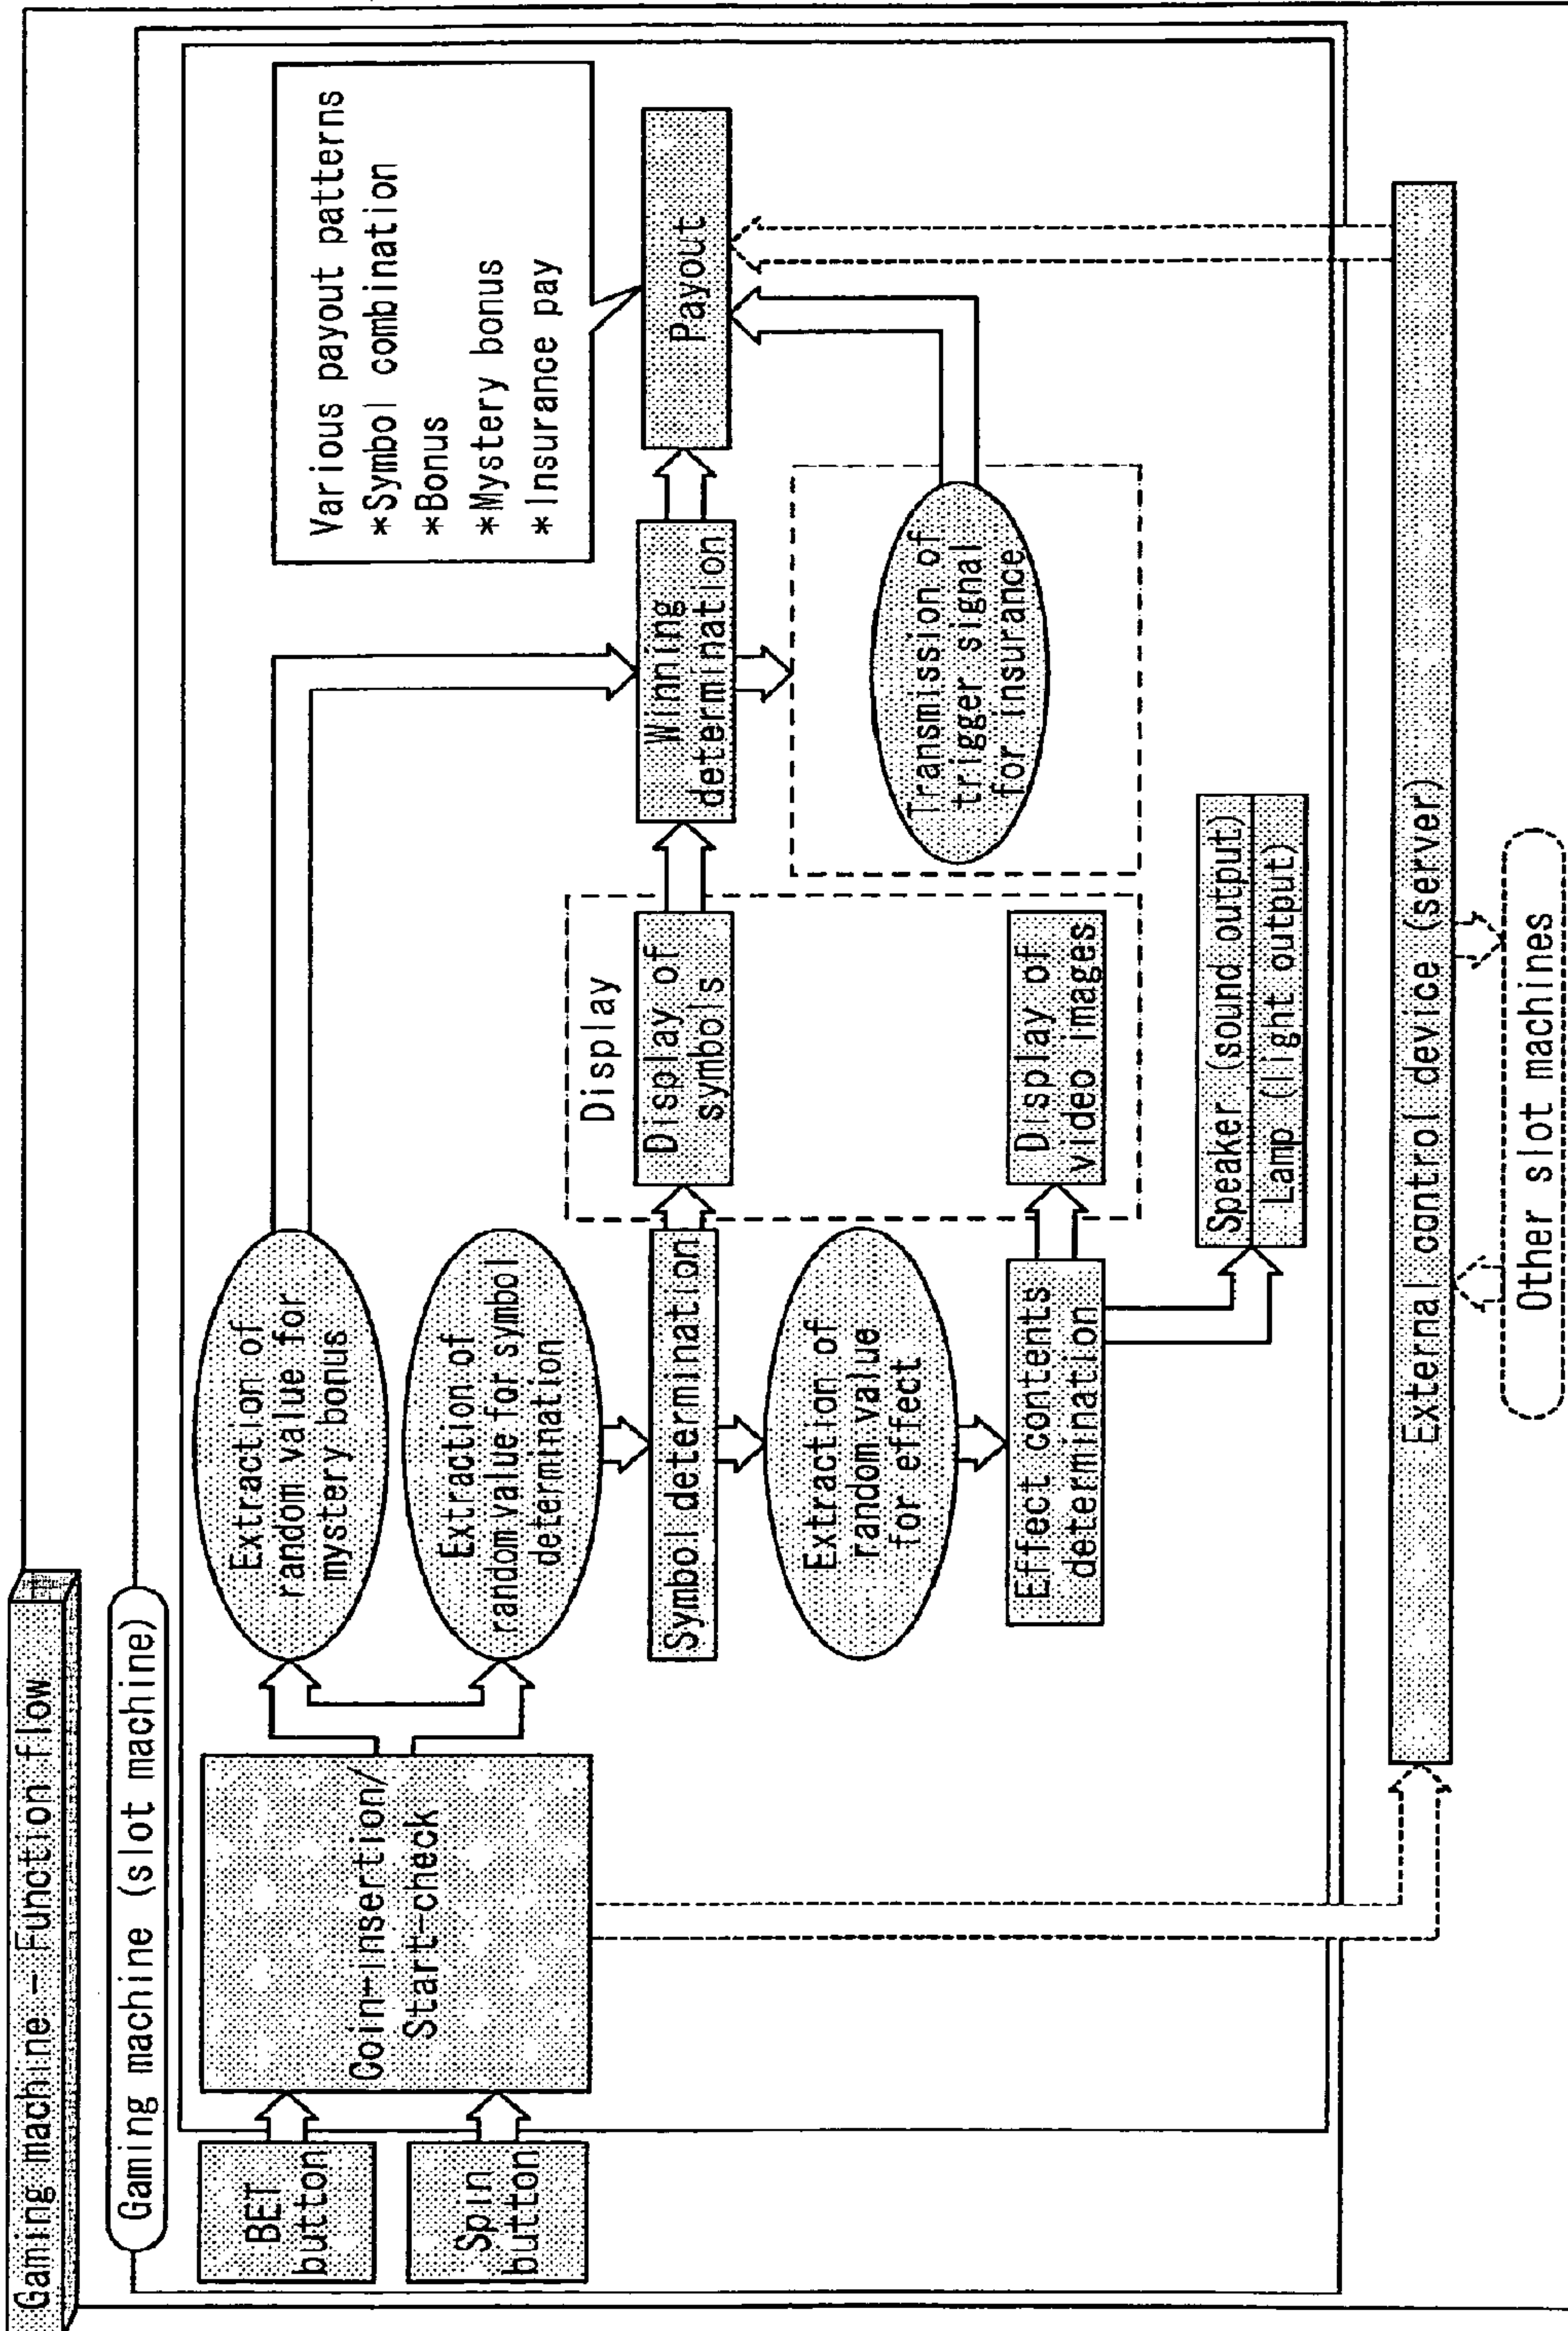 Gaming machine - Function flow
Gaming machine (slot machine)
BET
button
Spin
button
Coin-insertion/
Start-check
Extraction of
random value for
mystery bonus
Extraction of
random value for symbol
determination
Symbol determination
Extraction of
random value
for effect
Effect contents
determination
Display
Display of
symbols
Display of
video images
Speaker (sound output)
Lamp (light output)
Winning
determination
Transmission of
trigger signal
for insurance
Various payout patterns
*Symbol combination
*Bonus
*Mystery bonus
*Insurance pay
Payout
External control device (server)
Other slot machines